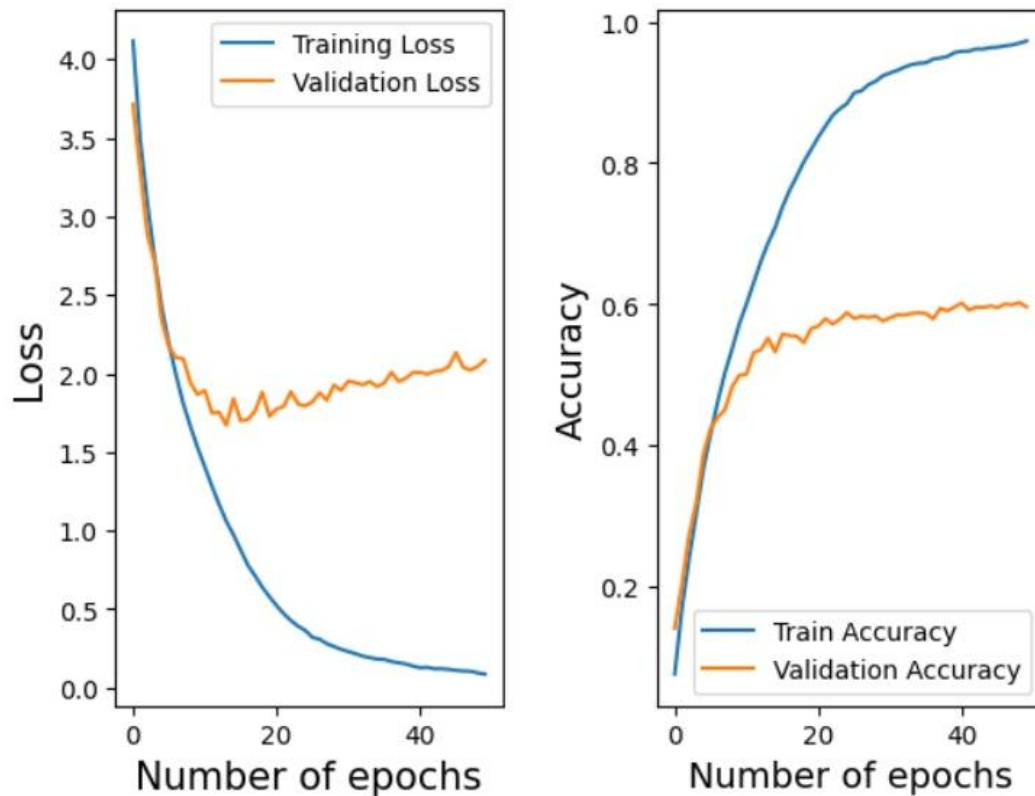 Loss
4.0
3.5
3.0
2.5
2.0
1.5
1.0
0.5
0.0
Training Loss
Validation Loss
0
20
40
Number of epochs
Accuracy
1.0
0.8
0.6
0.4
0.2
Train Accuracy
Validation Accuracy
0
20
40
Number of epochs